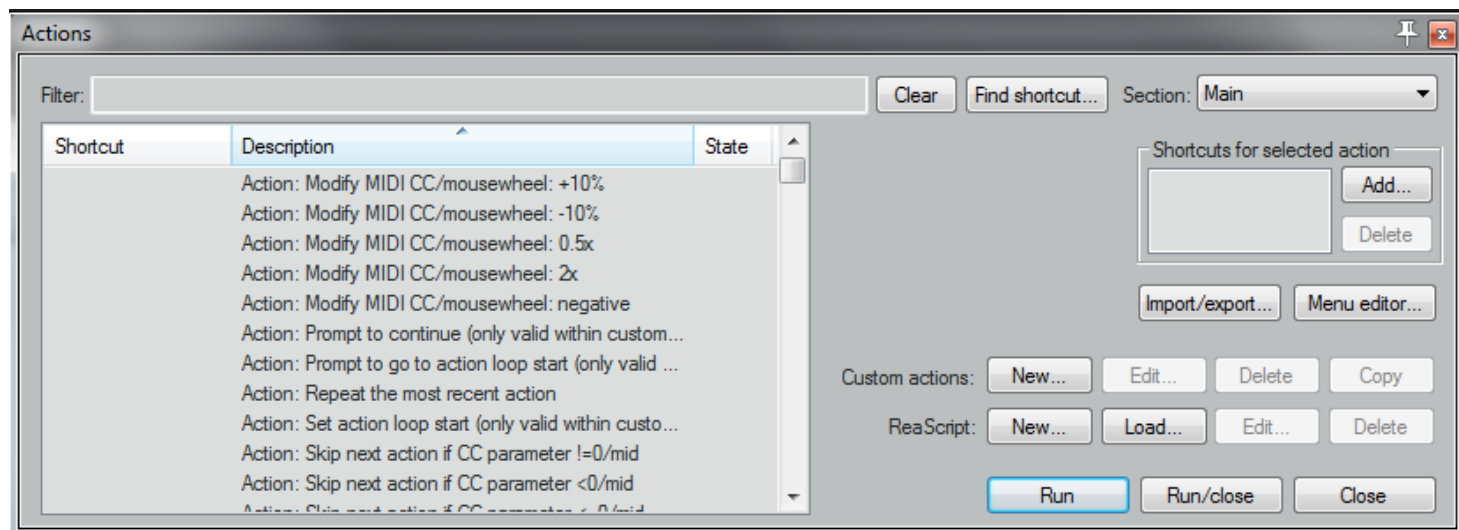 Actions
Filter: Clear Find shortcut... Section: Main
Shortcut Description State
Action: Modify MIDI CC/mousewheel: +10%
Action: Modify MIDI CC/mousewheel: -10%
Action: Modify MIDI CC/mousewheel: 0.5x
Action: Modify MIDI CC/mousewheel: 2x
Action: Modify MIDI CC/mousewheel: negative
Action: Prompt to continue (only valid within custom...
Action: Prompt to go to action loop start (only valid ...
Action: Repeat the most recent action
Action: Set action loop start (only valid within custo...
Action: Skip next action if CC parameter !=0/mid
Action: Skip next action if CC parameter <0/mid
Shortcuts for selected action
Add...
Delete
Import/export... Menu editor...
Custom actions: New... Edit... Delete Copy
ReaScript: New... Load... Edit... Delete
Run Run/close Close